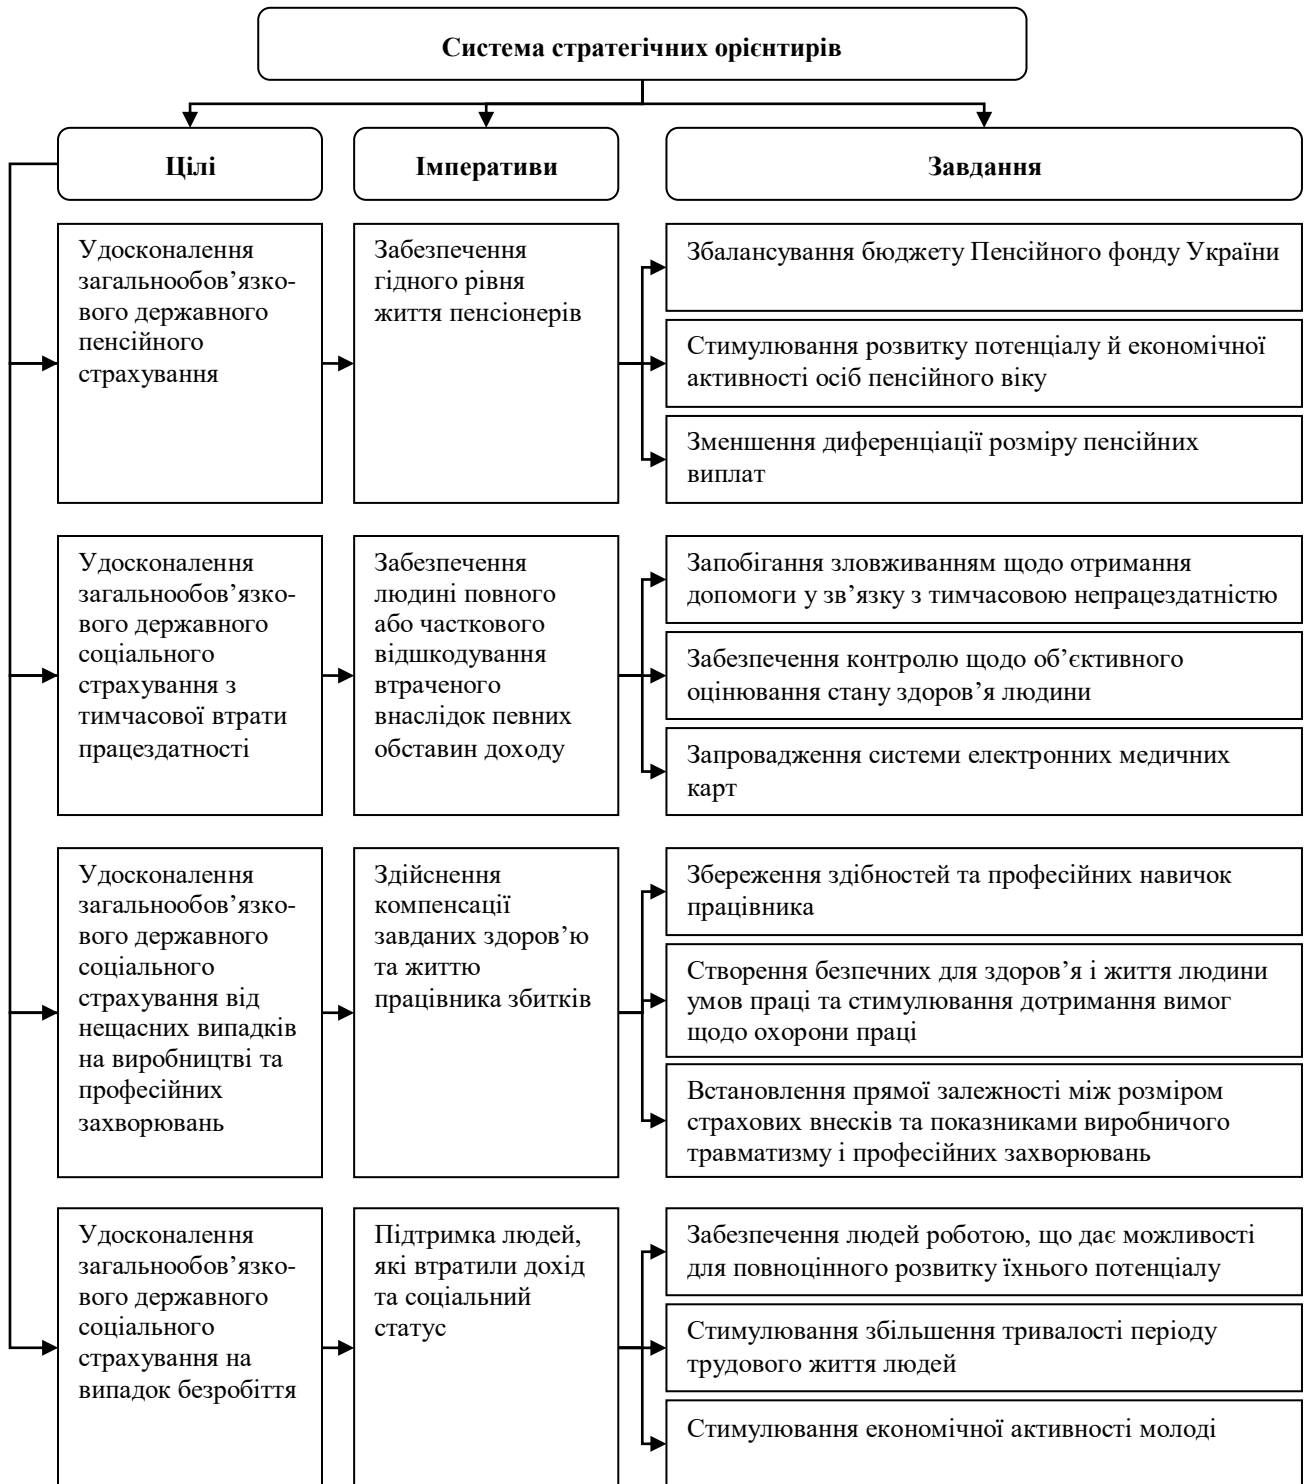 Система стратегічних орієнтирів
Цілі
Імперативи
Завдання
Удосконалення
загальнообов’язко-
вого державного
пенсійного
страхування
Забезпечення
гідного рівня
життя пенсіонерів
Збалансування бюджету Пенсійного фонду України
Стимулювання розвитку потенціалу й економічної
активності осіб пенсійного віку
Зменшення диференціації розміру пенсійних
виплат
Удосконалення
загальнообов’язко-
вого державного
соціального
страхування з
тимчасової втрати
працездатності
Забезпечення
людині повного
або часткового
відшкодування
втраченого
внаслідок певних
обставин доходу
Запобігання зловживанням щодо отримання
допомоги у зв’язку з тимчасовою непрацездатністю
Забезпечення контролю щодо об’єктивного
оцінювання стану здоров’я людини
Запровадження системи електронних медичних
карт
Удосконалення
загальнообов’язко-
вого державного
соціального
страхування від
нещасних випадків
на виробництві та
професійних
захворювань
Здійснення
компенсації
завданих здоров’ю
та життю
працівника збитків
Збереження здібностей та професійних навичок
працівника
Створення безпечних для здоров’я і життя людини
умов праці та стимулювання дотримання вимог
щодо охорони праці
Встановлення прямої залежності між розміром
страхових внесків та показниками виробничого
травматизму і професійних захворювань
Удосконалення
загальнообов’язко-
вого державного
соціального
страхування на
випадок безробіття
Підтримка людей,
які втратили дохід
та соціальний
статус
Забезпечення людей роботою, що дає можливості
для повноцінного розвитку їхнього потенціалу
Стимулювання збільшення тривалості періоду
трудового життя людей
Стимулювання економічної активності молоді